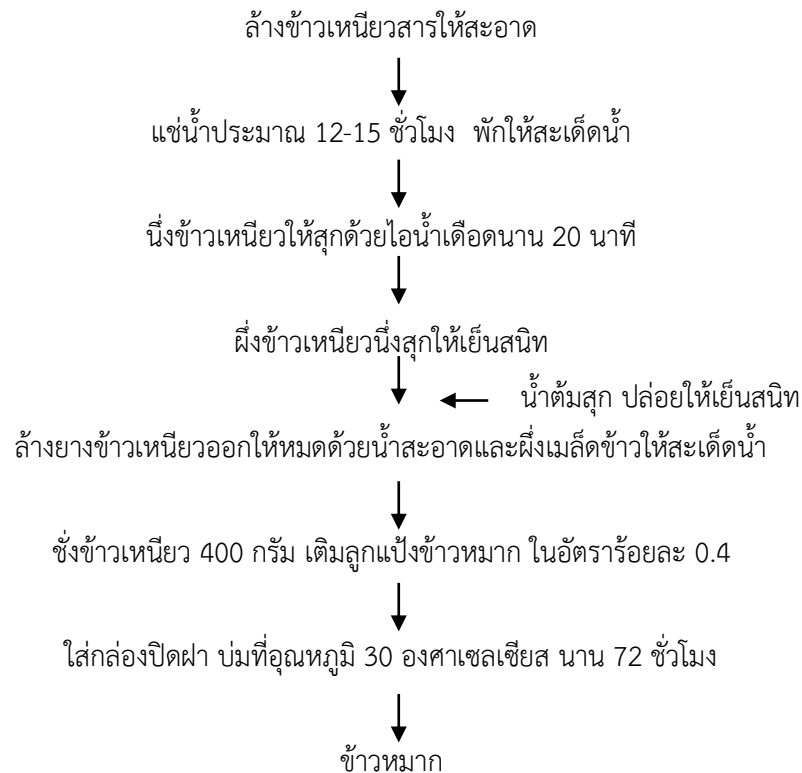 ล้างข้าวเหนียวสารให้สะอาด
แช่น้ำประมาณ 12-15 ชั่วโมง พักให้สะเด็ดน้ำ
นึ่งข้าวเหนียวให้สุกด้วยไอน้ำเดือดนาน 20 นาที
ผึ่งข้าวเหนียวนึ่งสุกให้เย็นสนิท
น้ำต้มสุก ปล่อยให้เย็นสนิท
ล้างยางข้าวเหนียวออกให้หมดด้วยน้ำสะอาดและผึ่งเมล็ดข้าวให้สะเด็ดน้ำ
ชั่งข้าวเหนียว 400 กรัม เติมลูกแป้งข้าวหมาก ในอัตราร้อยละ 0.4
ใส่กล่องปิดฝา บ่มที่อุณหภูมิ 30 องศาเซลเซียส นาน 72 ชั่วโมง
ข้าวหมาก